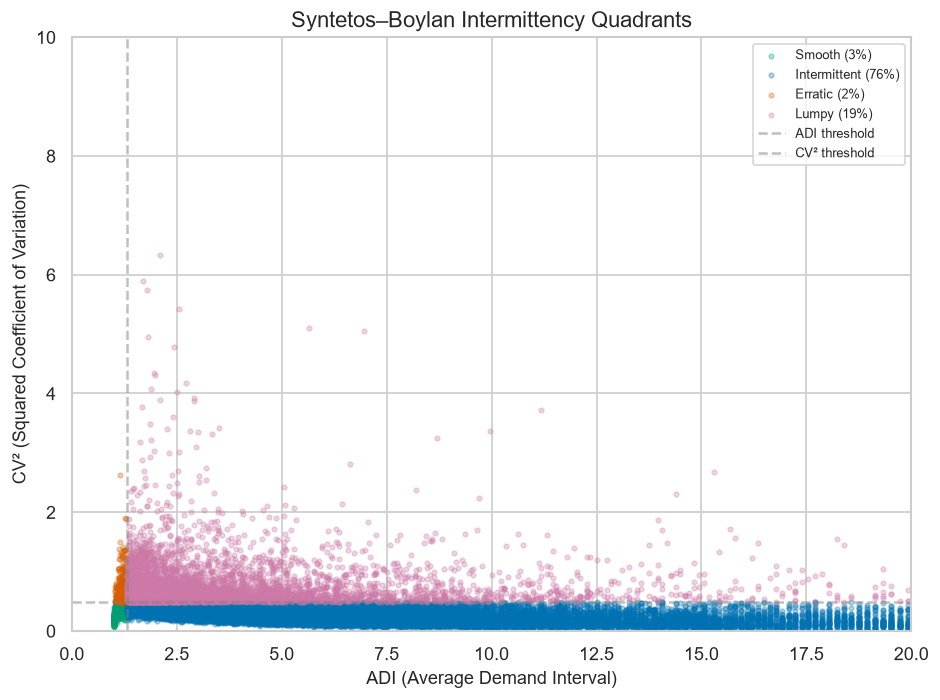 Syntetos–Boylan Intermittency Quadrants
CV² (Squared Coefficient of Variation)
10
8
6
4
2
0
0.0
2.5
5.0
7.5
10.0
12.5
15.0
17.5
20.0
ADI (Average Demand Interval)
Smooth (3%)
Intermittent (76%)
Erratic (2%)
Lumpy (19%)
ADI threshold
CV² threshold